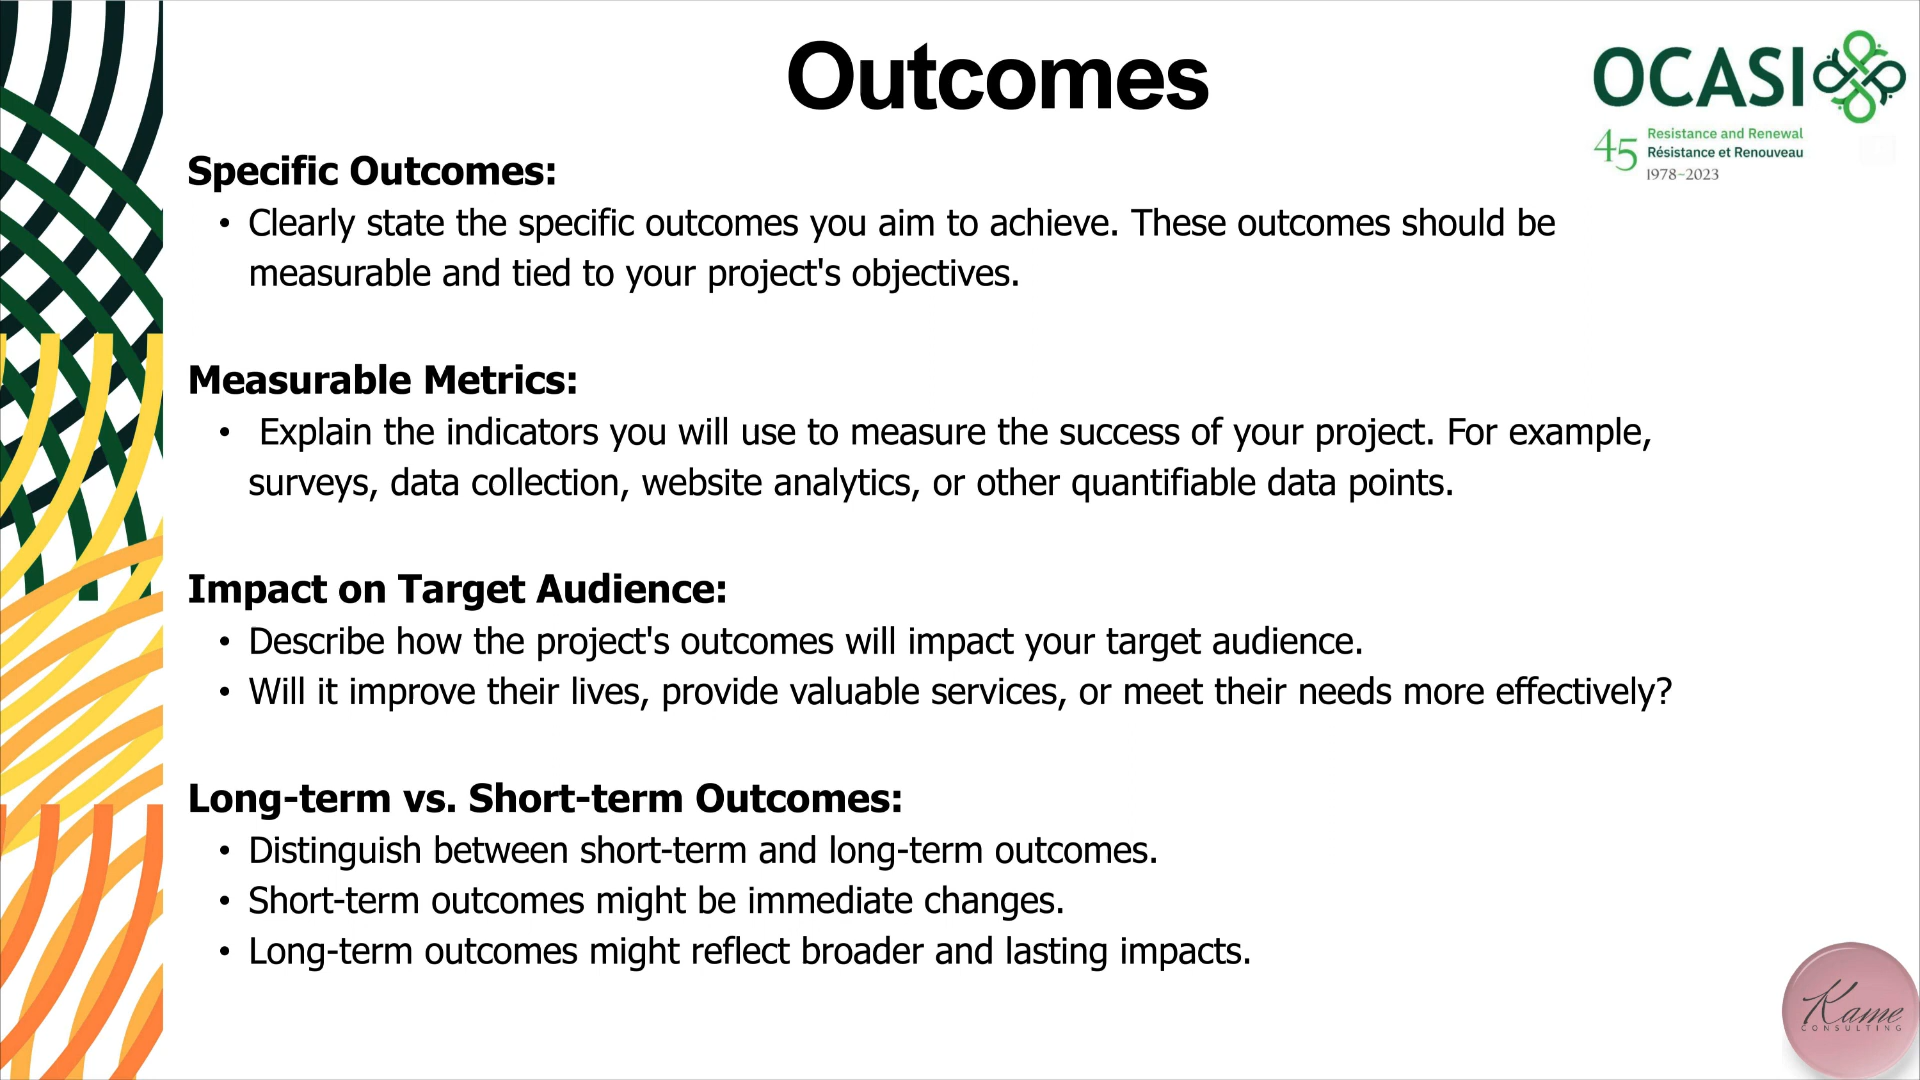 Outcomes
OCASI
45
Resistance and Renewal
Résistance et Renouveau
1978-2023
Specific Outcomes:
• Clearly state the specific outcomes you aim to achieve. These outcomes should be
measurable and tied to your project's objectives.
Measurable Metrics:
• Explain the indicators you will use to measure the success of your project. For example,
surveys, data collection, website analytics, or other quantifiable data points.
Impact on Target Audience:
• Describe how the project's outcomes will impact your target audience.
• Will it improve their lives, provide valuable services, or meet their needs more effectively?
Long-term vs. Short-term Outcomes:
• Distinguish between short-term and long-term outcomes.
• Short-term outcomes might be immediate changes.
• Long-term outcomes might reflect broader and lasting impacts.
Kame
CONSULTING